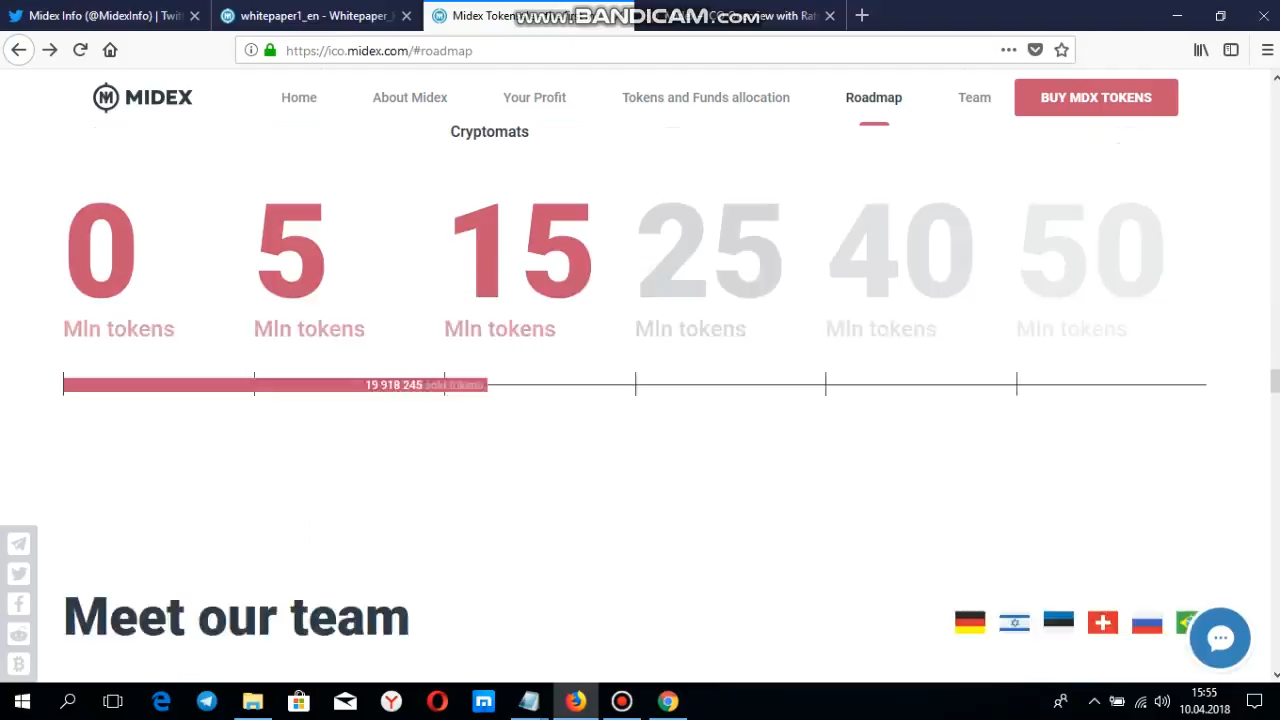 Midex Info (@MidexInfo) | Twit
whitepaper1_en - Whitepaper_
Midex Token
www.BANDICAM.com
view with Rat
https://ico.midex.com/#roadmap
MIDEX
Home
About Midex
Your Profit
Tokens and Funds allocation
Roadmap
Team
BUY MDX TOKENS
Cryptomats
0
5
15
25
40
50
Mln tokens
Mln tokens
Mln tokens
Mln tokens
Mln tokens
Mln tokens
19 918 245
Meet our team
15:55
10.04.2018